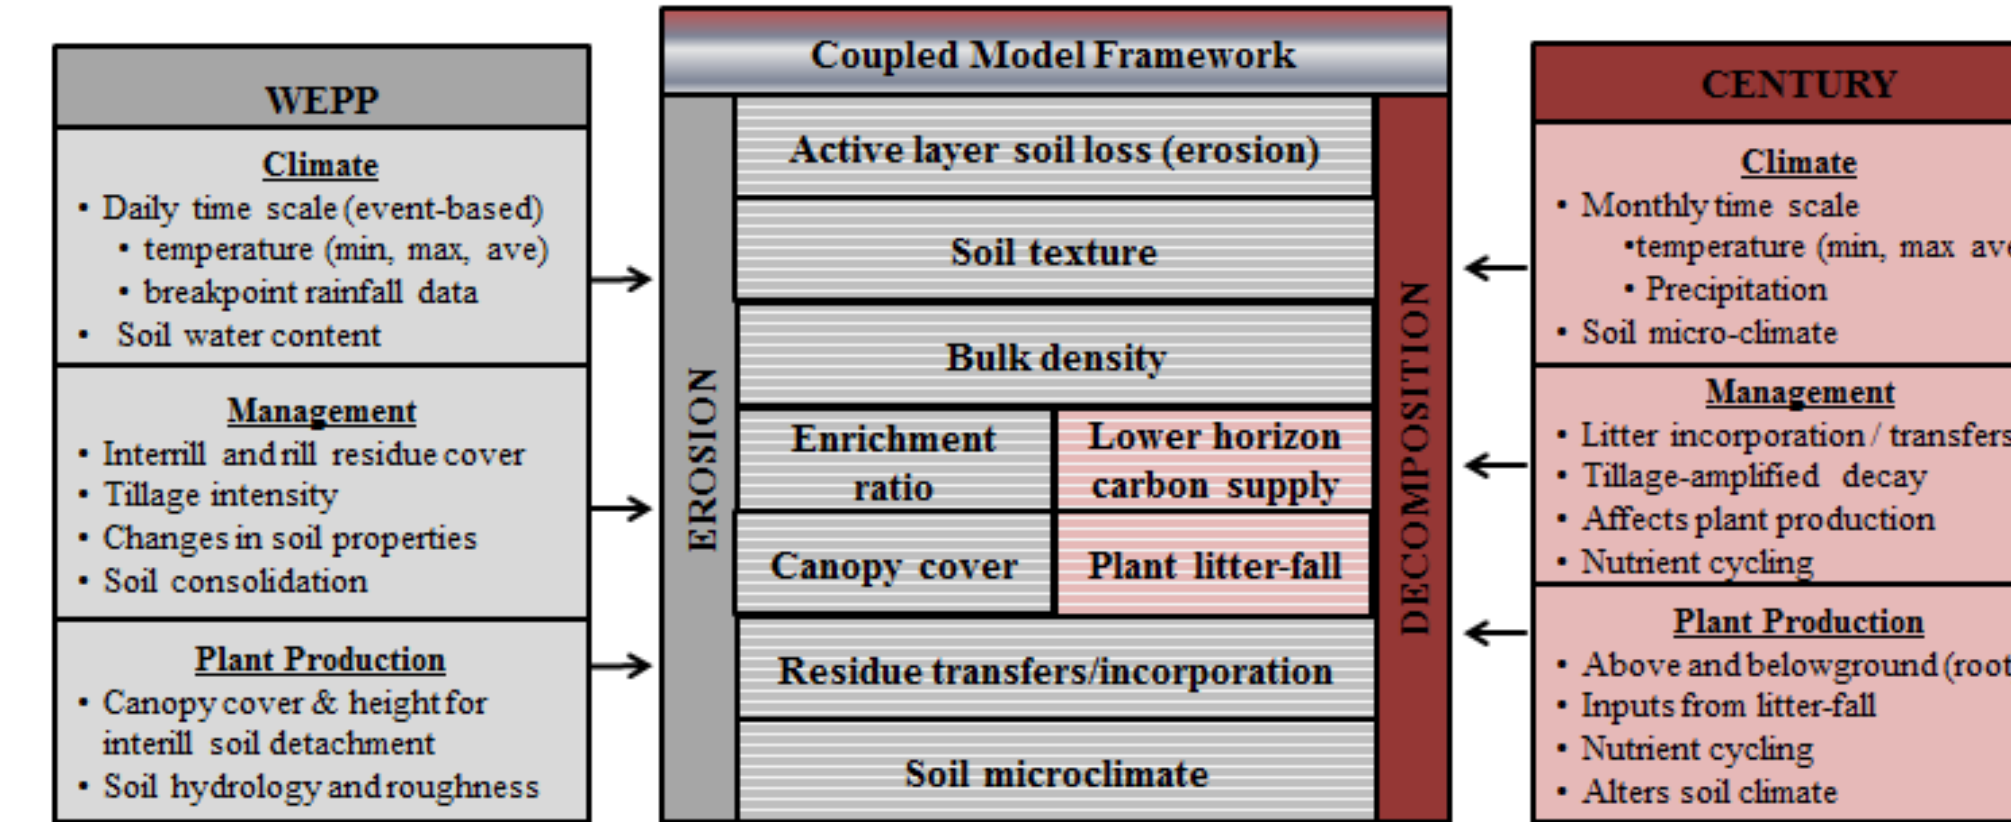 WEPP
Climate
• Daily time scale (event-based)
• temperature (min, max, ave)
• breakpoint rainfall data
• Soil water content
Management
• Interrill and rill residue cover
• Tillage intensity
• Changes in soil properties
• Soil consolidation
Plant Production
• Canopy cover & height for
interill soil detachment
• Soil hydrology and roughness
Coupled Model Framework
EROSION
Active layer soil loss (erosion)
Soil texture
Bulk density
Enrichment
ratio
Lower horizon
carbon supply
Canopy cover
Plant litter-fall
Residue transfers/incorporation
Soil microclimate
DECOMPOSITION
CENTURY
Climate
• Monthly time scale
•temperature (min, max ave
• Precipitation
• Soil micro-climate
Management
• Litter incorporation / transfers
• Tillage-amplified decay
• Affects plant production
• Nutrient cycling
Plant Production
• Above and belowground (root
• Inputs from litter-fall
• Nutrient cycling
• Alters soil climate